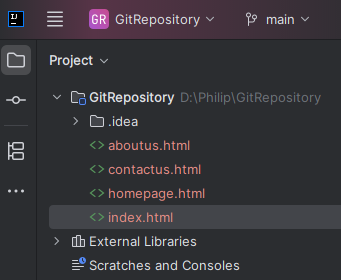 IJ
GR GitRepository main
Project
GitRepository D:\Philip\GitRepository
.idea
aboutus.html
contactus.html
homepage.html
index.html
External Libraries
Scratches and Consoles